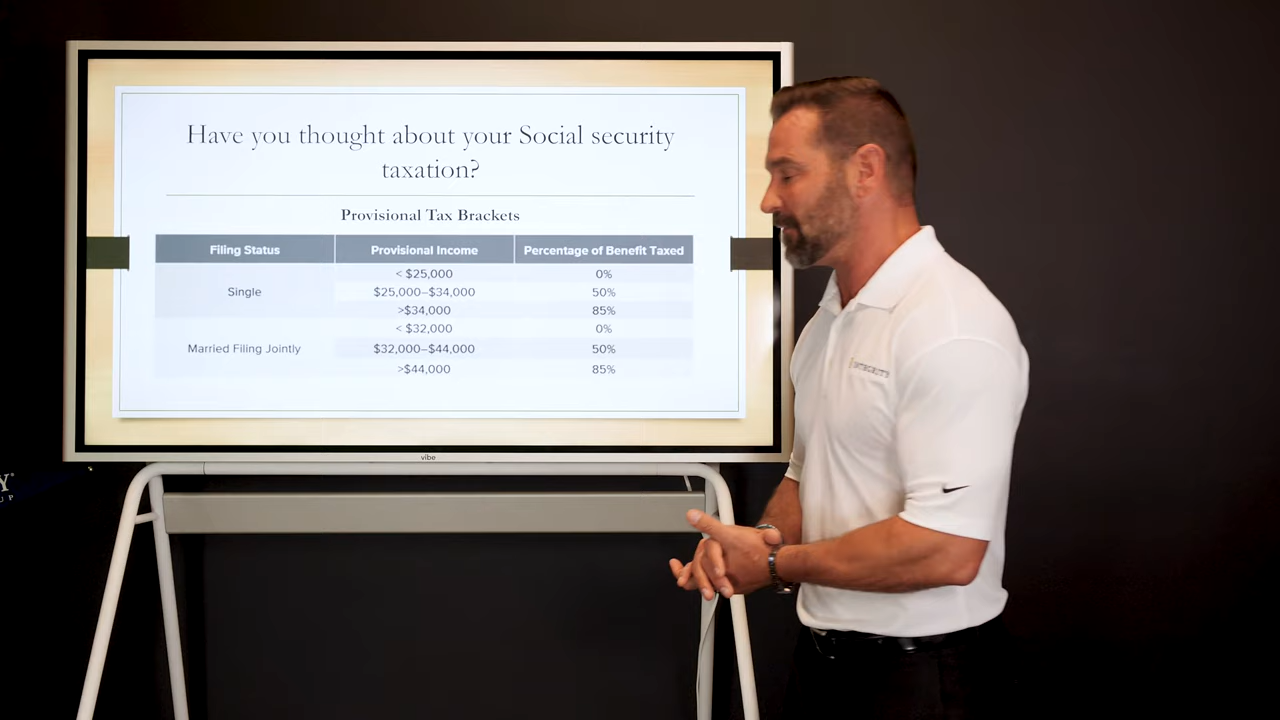 Have you thought about your Social security
taxation?
Provisional Tax Brackets
Filing Status Provisional Income Percentage of Benefit Taxed
< $25,000 0%
Single $25,000–$34,000 50%
>$34,000 85%
< $32,000 0%
Married Filing Jointly $32,000–$44,000 50%
>$44,000 85%
vibe